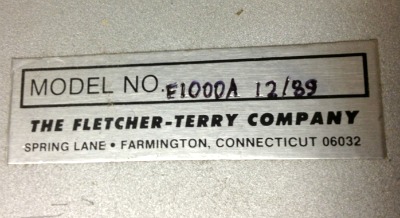 MODEL NO. E1000A 12/89
THE FLETCHER-TERRY COMPANY
SPRING LANE • FARMINGTON, CONNECTICUT 06032